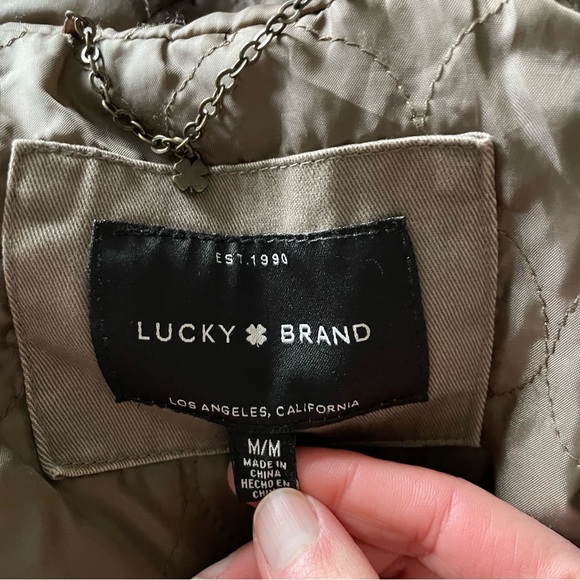 EST.1990
LUCKY BRAND
LOS ANGELES, CALIFORNIA
M/M
MADE IN
CHINA
HECHO EN